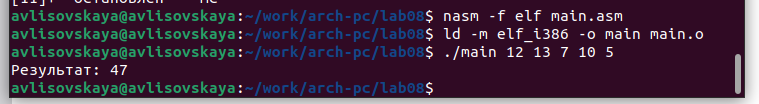 avlisovskaya@avlisovskaya:~/work/arch-pc/lab08$ nasm -f elf main.asm
avlisovskaya@avlisovskaya:~/work/arch-pc/lab08$ ld -m elf_i386 -o main main.o
avlisovskaya@avlisovskaya:~/work/arch-pc/lab08$ ./main 12 13 7 10 5
Результат: 47
avlisovskaya@avlisovskaya:~/work/arch-pc/lab08$